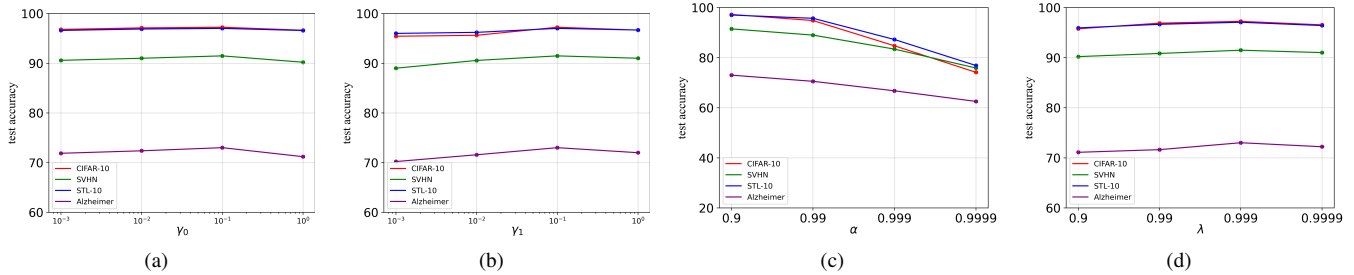 100
90
80
70
60
test accuracy
CIFAR-10
SVHN
STL-10
Alzheimer
10⁻³
10⁻²
10⁻¹
10⁰
γ₀
(a)
100
90
80
70
60
test accuracy
CIFAR-10
SVHN
STL-10
Alzheimer
10⁻³
10⁻²
10⁻¹
10⁰
γ₁
(b)
100
80
60
40
20
test accuracy
CIFAR-10
SVHN
STL-10
Alzheimer
0.9
0.99
0.999
0.9999
α
(c)
100
90
80
70
60
test accuracy
CIFAR-10
SVHN
STL-10
Alzheimer
0.9
0.99
0.999
0.9999
λ
(d)